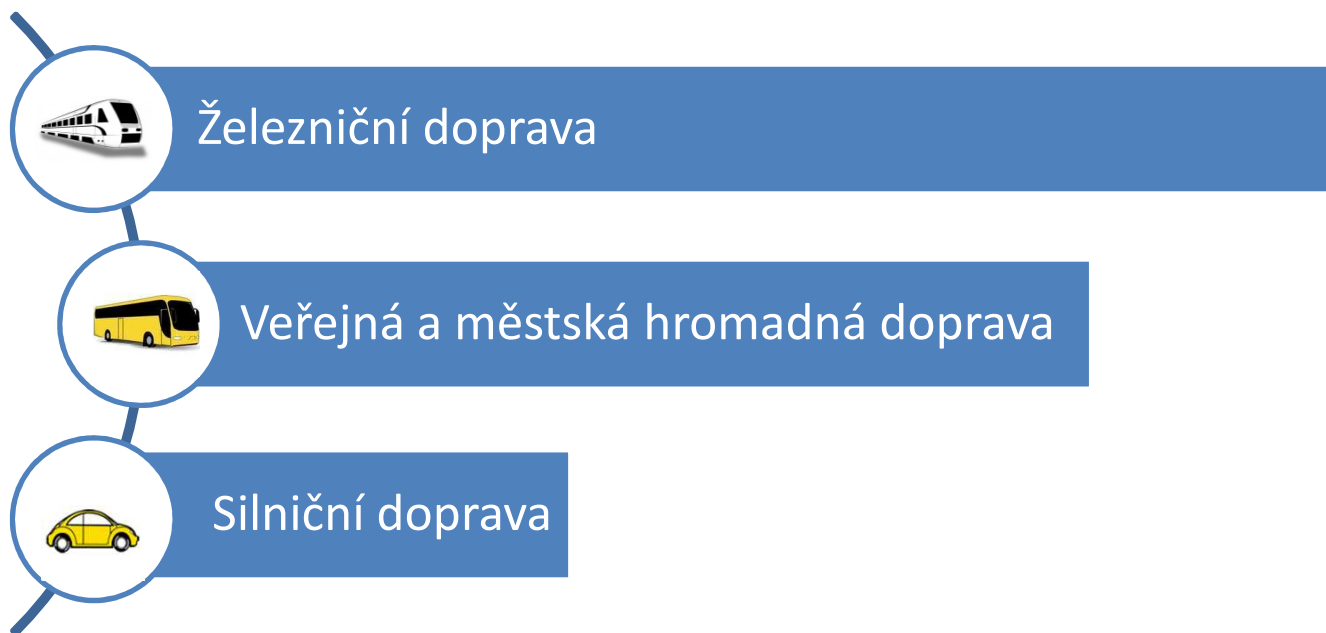 Železniční doprava
Veřejná a městská hromadná doprava
Silniční doprava